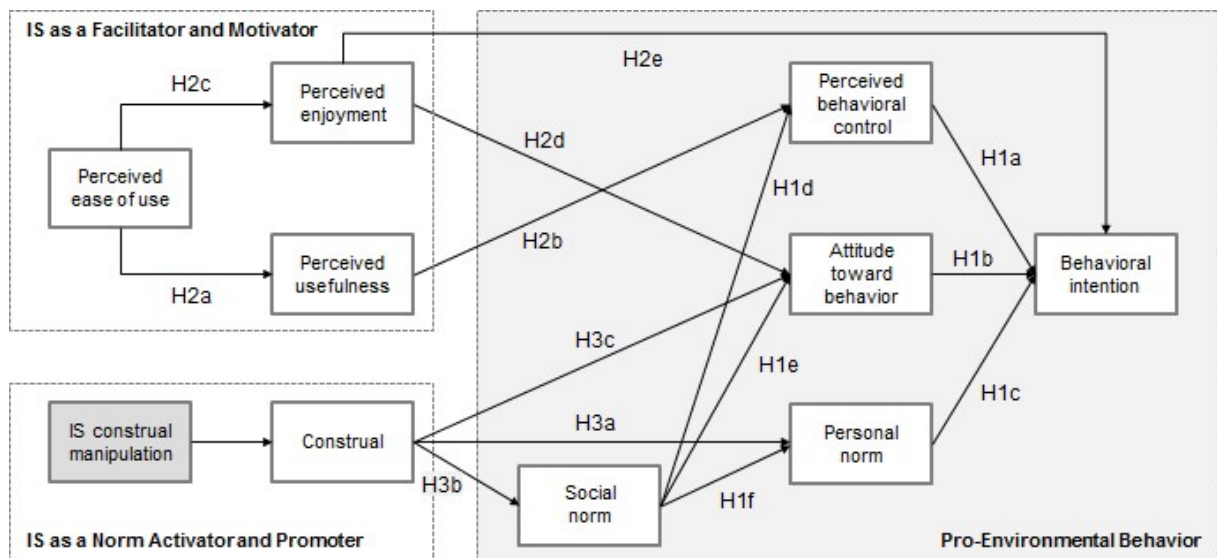 IS as a Facilitator and Motivator
H2c
Perceived
enjoyment
H2e
Perceived
behavioral
control
H2d
H1a
Perceived
ease of use
H1d
H2a
Perceived
usefulness
H2b
Attitude
toward
behavior
H1b
Behavioral
intention
H3c
H1e
H1c
IS construal
manipulation
Construal
H3a
Personal
norm
H3b
Social
norm
H1f
IS as a Norm Activator and Promoter
Pro-Environmental Behavior